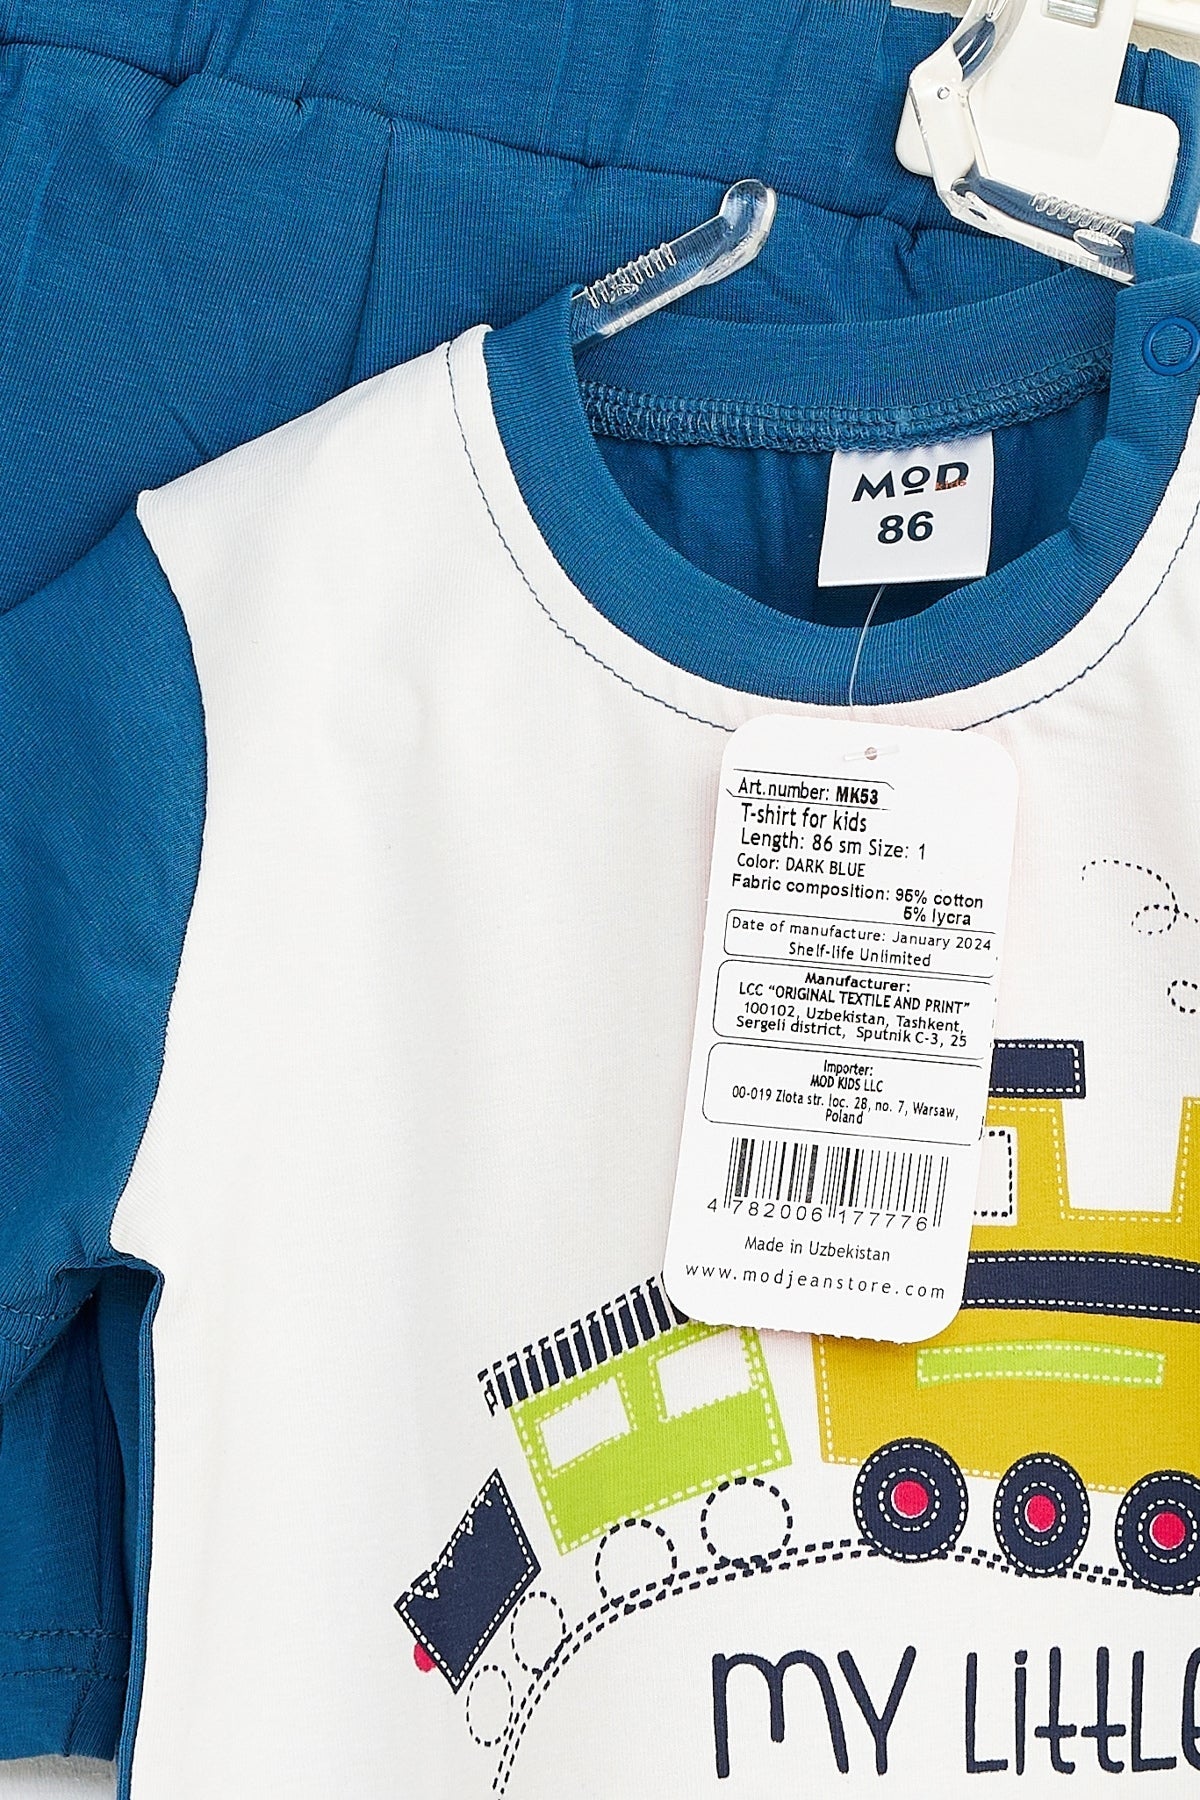 MOD
kids
86
Art.number: MK53
T-shirt for kids
Length: 86 sm Size: 1
Color: DARK BLUE
Fabric composition: 95% cotton
5% lycra
Date of manufacture: January 2024
Shelf-life Unlimited
Manufacturer:
LCC "ORIGINAL TEXTILE AND PRINT"
100102, Uzbekistan, Tashkent,
Sergeli district, Sputnik C-3, 25
Importer:
MOD KIDS LLC
00-019 Zlota str. loc. 28, no. 7, Warsaw,
Poland
4 782006 177776
Made in Uzbekistan
www.modjeanstore.com
MY LiTTLE